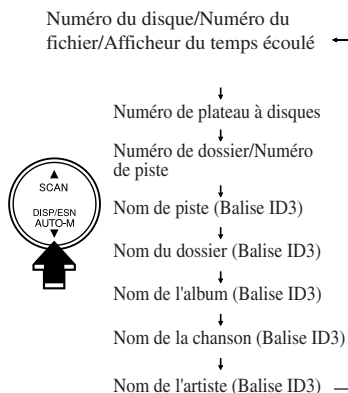 Numéro du disque/Numéro du
fichier/Afficheur du temps écoulé
Numéro de plateau à disques
Numéro de dossier/Numéro
de piste
SCAN
DISP/ESN
AUTO-M
Nom de piste (Balise ID3)
Nom du dossier (Balise ID3)
Nom de l'album (Balise ID3)
Nom de la chanson (Balise ID3)
Nom de l'artiste (Balise ID3)